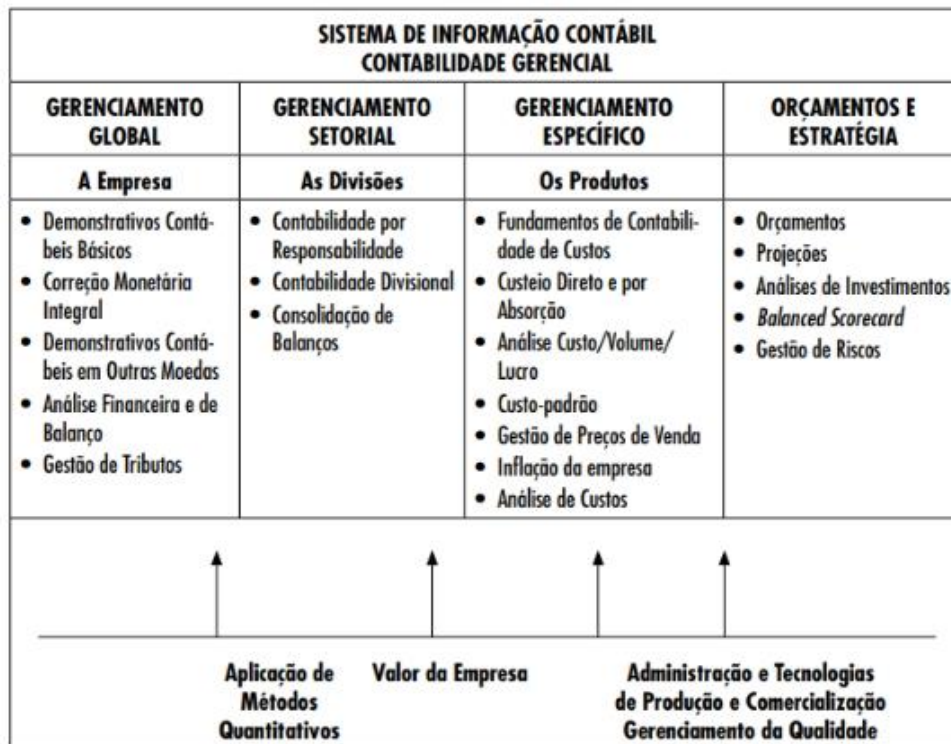 SISTEMA DE INFORMAÇÃO CONTÁBIL
CONTABILIDADE GERENCIAL
GERENCIAMENTO
GLOBAL
GERENCIAMENTO
SETORIAL
GERENCIAMENTO
ESPECÍFICO
ORÇAMENTOS E
ESTRATÉGIA
A Empresa
As Divisões
Os Produtos
• Demonstrativos Contá-
beis Básicos
• Correção Monetária
Integral
• Demonstrativos Contá-
beis em Outras Moedas
• Análise Financeira e de
Balanço
• Gestão de Tributos
• Contabilidade por
Responsabilidade
• Contabilidade Divisional
• Consolidação de
Balanços
• Fundamentos de Contabili-
dade de Custos
• Custeio Direto e por
Absorção
• Análise Custo/Volume/
Lucro
• Custo-padrão
• Gestão de Preços de Venda
• Inflação da empresa
• Análise de Custos
• Orçamentos
• Projeções
• Análises de Investimentos
• Balanced Scorecard
• Gestão de Riscos
Aplicação de
Métodos
Quantitativos
Valor da Empresa
Administração e Tecnologias
de Produção e Comercialização
Gerenciamento da Qualidade